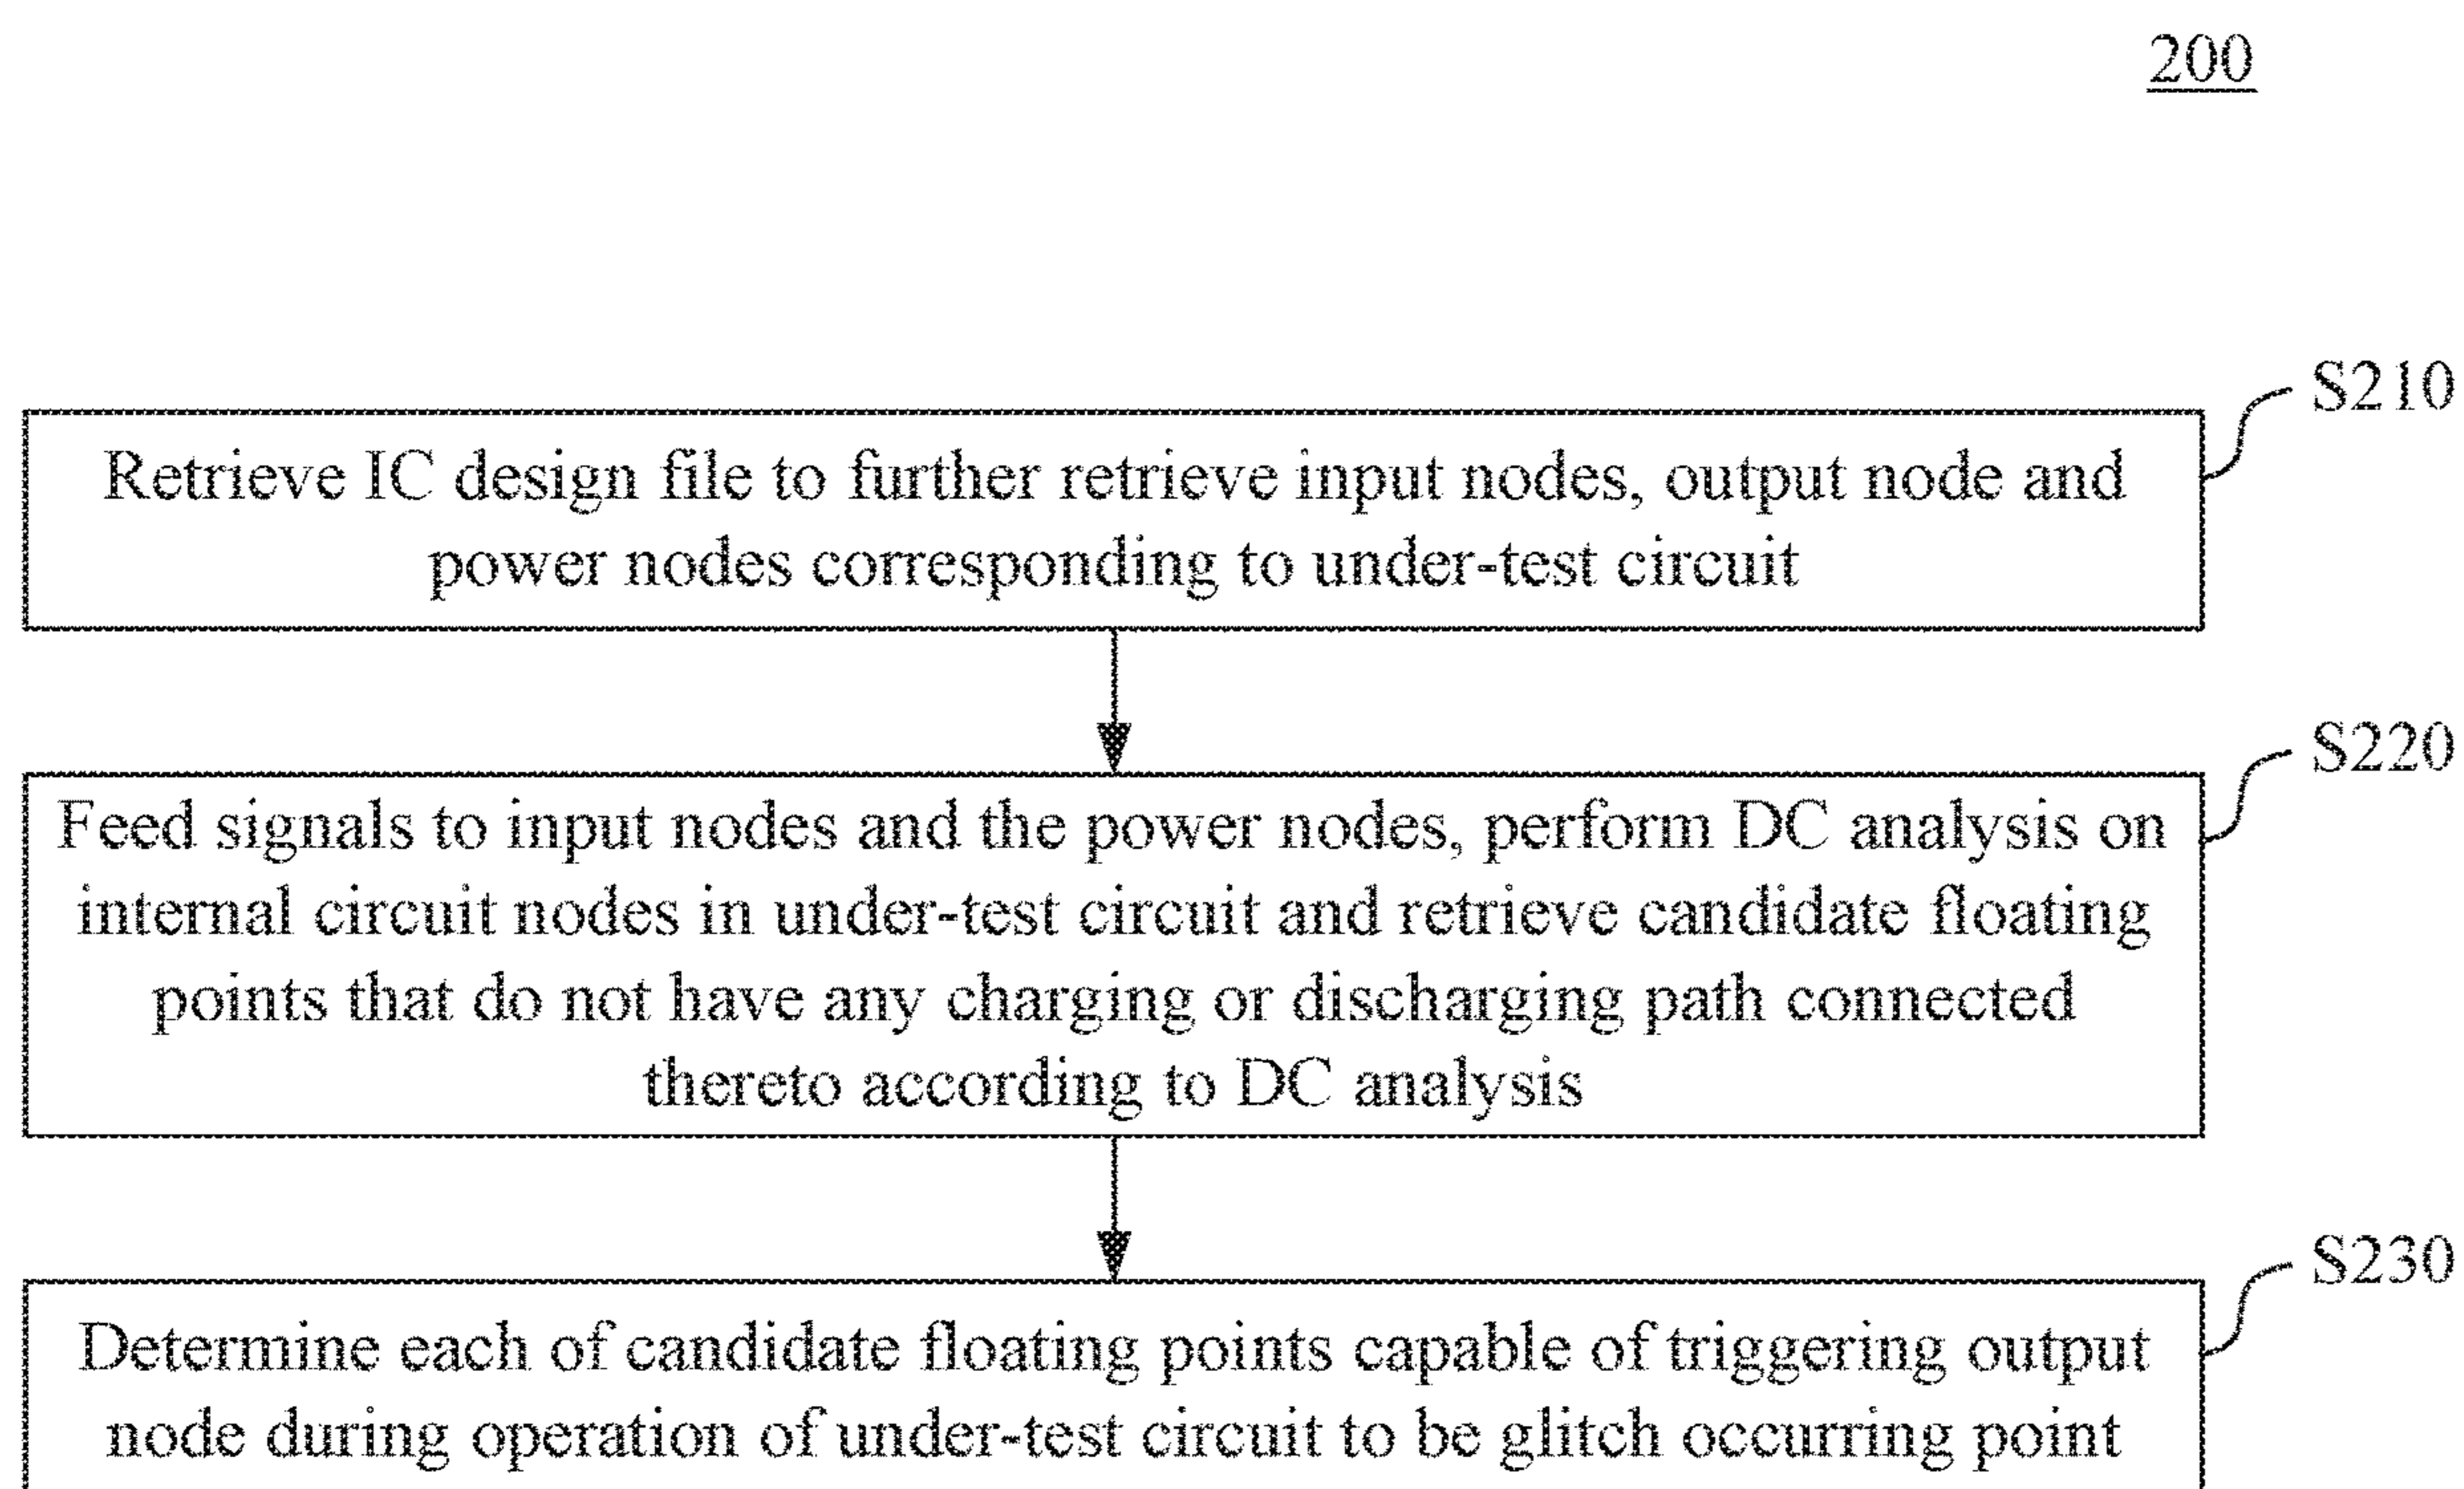 200
S210
Retrieve IC design file to further retrieve input nodes, output node and
power nodes corresponding to under-test circuit
S220
Feed signals to input nodes and the power nodes, perform DC analysis on
internal circuit nodes in under-test circuit and retrieve candidate floating
points that do not have any charging or discharging path connected
thereto according to DC analysis
S230
Determine each of candidate floating points capable of triggering output
node during operation of under-test circuit to be glitch occurring point